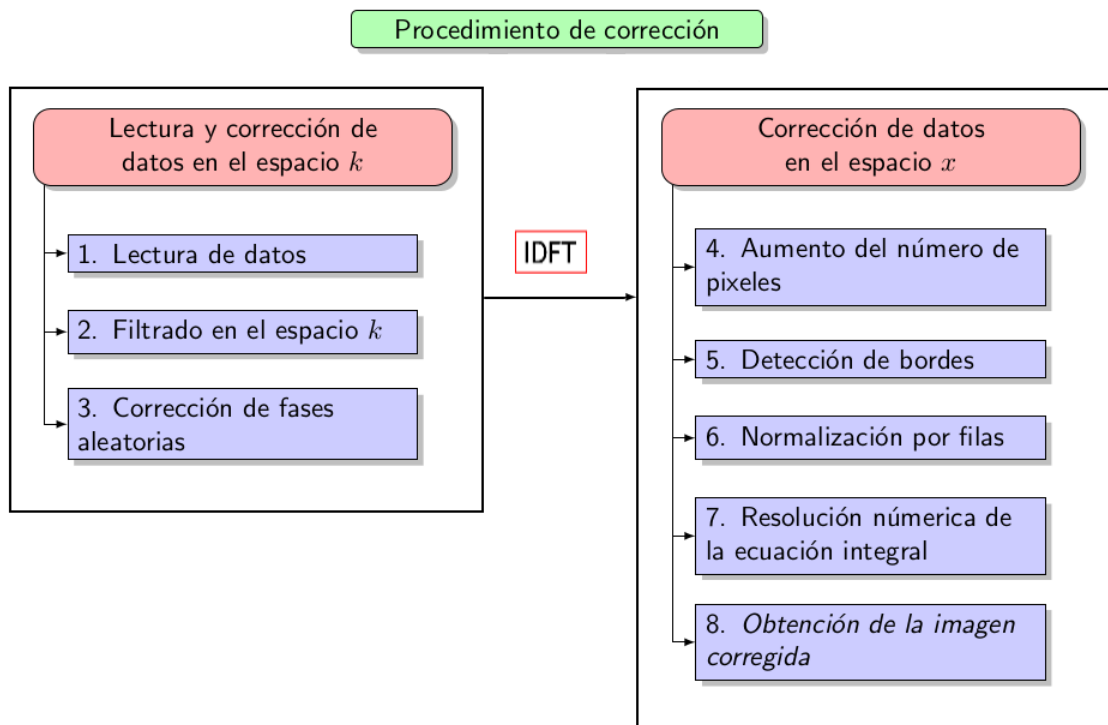 Procedimiento de corrección
Lectura y corrección de
datos en el espacio k
1. Lectura de datos
2. Filtrado en el espacio k
3. Corrección de fases
aleatorias
IDFT
Corrección de datos
en el espacio x
4. Aumento del número de
pixeles
5. Detección de bordes
6. Normalización por filas
7. Resolución númerica de
la ecuación integral
8. Obtención de la imagen
corregida